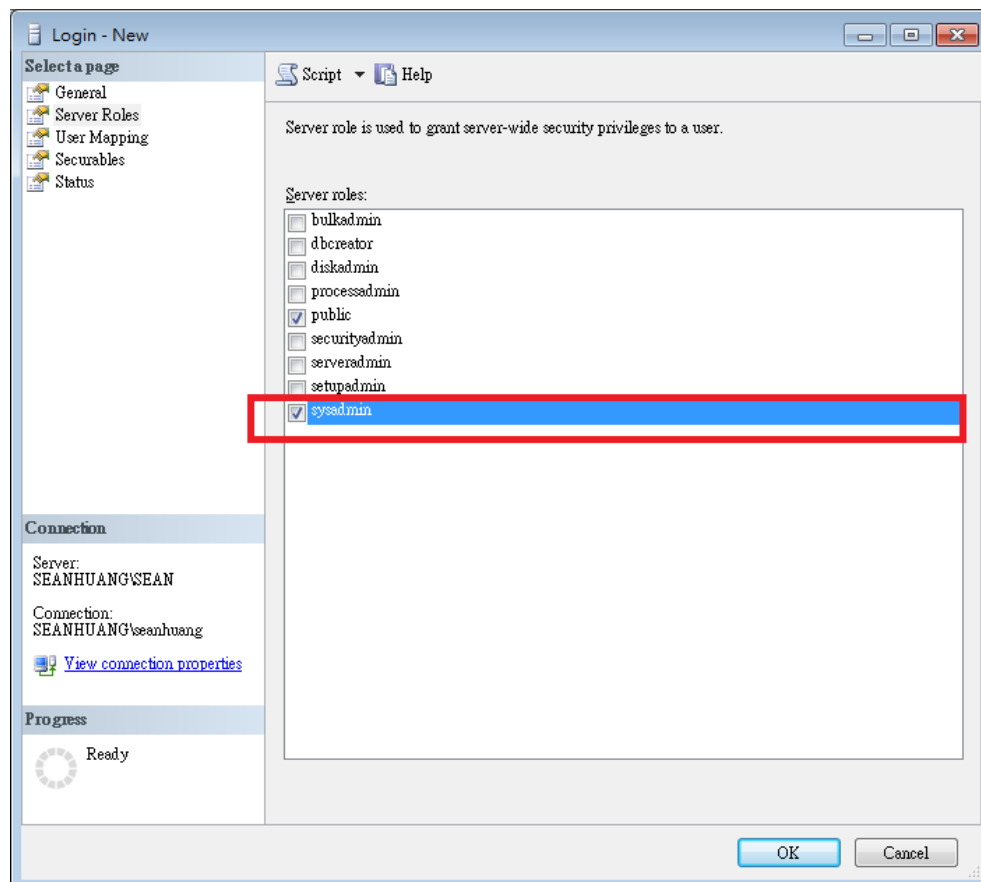 Login - New
Select a page
General
Server Roles
User Mapping
Securables
Status
Script
Help
Server role is used to grant server-wide security privileges to a user.
Server roles:
bulkadmin
dbcreator
diskadmin
processadmin
public
securityadmin
serveradmin
setupadmin
sysadmin
Connection
Server:
SEANHUANG\SEAN
Connection:
SEANHUANG\seanhuang
View connection properties
Progress
Ready
OK
Cancel